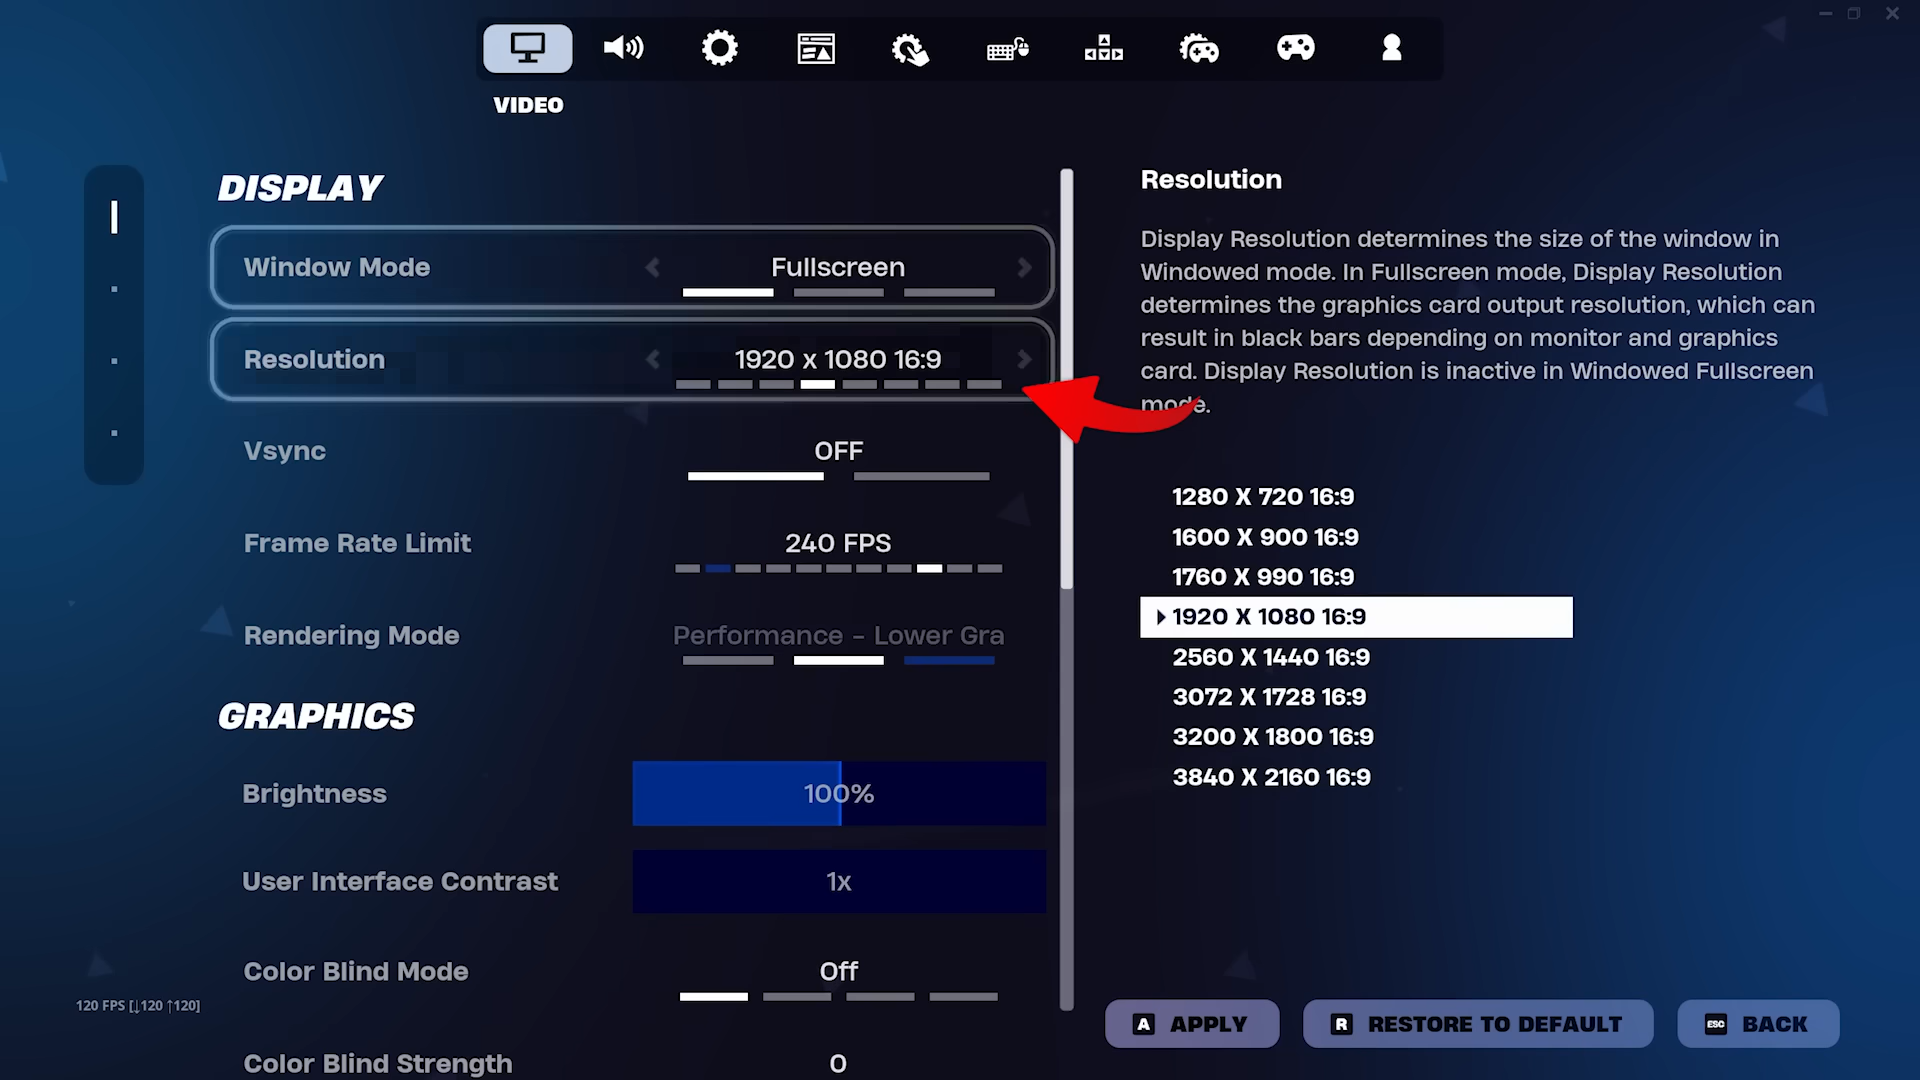 VIDEO
DISPLAY
Window Mode
Fullscreen
Resolution
1920 x 1080 16:9
Vsync
OFF
Frame Rate Limit
240 FPS
Rendering Mode
Performance - Lower Gra
GRAPHICS
Brightness
100%
User Interface Contrast
1x
Color Blind Mode
Off
Color Blind Strength
0
120 FPS [↓120 ↑120]
Resolution
Display Resolution determines the size of the window in
Windowed mode. In Fullscreen mode, Display Resolution
determines the graphics card output resolution, which can
result in black bars depending on monitor and graphics
card. Display Resolution is inactive in Windowed Fullscreen
mode.
1280 X 720 16:9
1600 X 900 16:9
1760 X 990 16:9
1920 X 1080 16:9
2560 X 1440 16:9
3072 X 1728 16:9
3200 X 1800 16:9
3840 X 2160 16:9
A APPLY
R RESTORE TO DEFAULT
ESC BACK